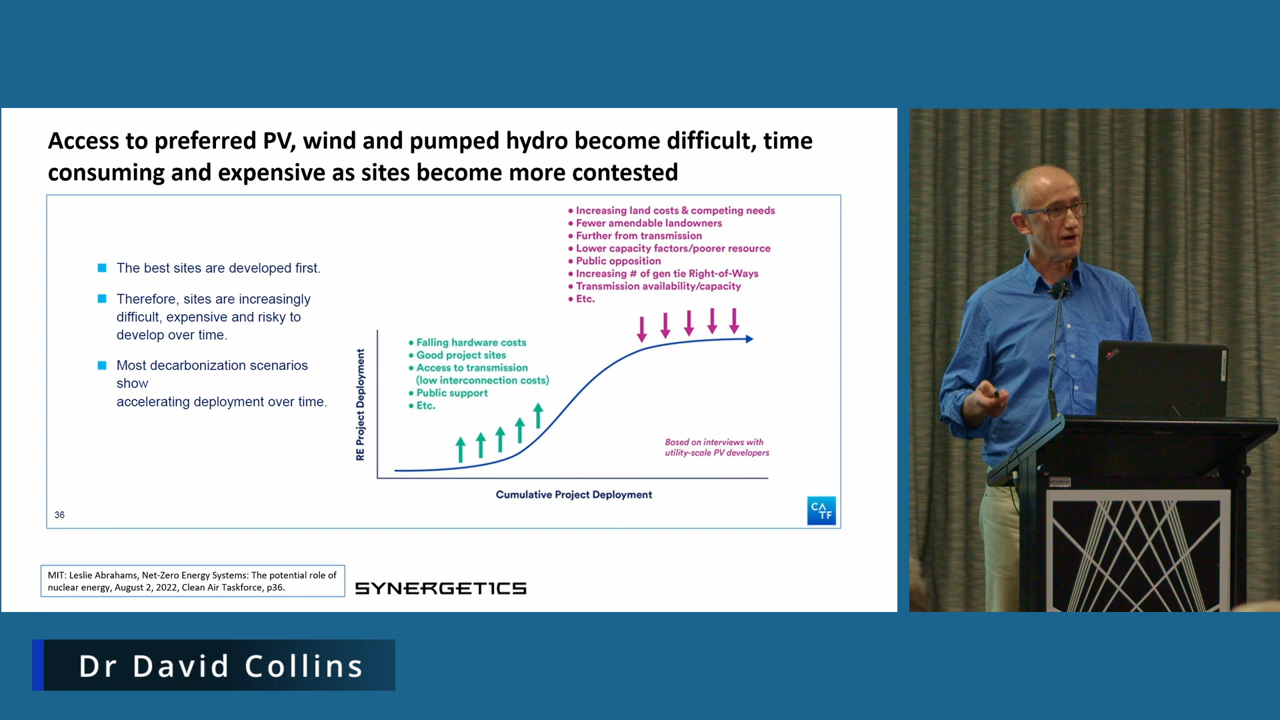 Access to preferred PV, wind and pumped hydro become difficult, time
consuming and expensive as sites become more contested
The best sites are developed first.
Therefore, sites are increasingly
difficult, expensive and risky to
develop over time.
Most decarbonization scenarios
show
accelerating deployment over time.
• Increasing land costs & competing needs
• Fewer amendable landowners
• Further from transmission
• Lower capacity factors/poorer resource
• Public opposition
• Increasing # of gen tie Right-of-Ways
• Transmission availability/capacity
• Etc.
• Falling hardware costs
• Good project sites
• Access to transmission
(low interconnection costs)
• Public support
• Etc.
RE Project Deployment
Based on interviews with
utility-scale PV developers
Cumulative Project Deployment
36
CATF
MIT: Leslie Abrahams, Net-Zero Energy Systems: The potential role of
nuclear energy, August 2, 2022, Clean Air Taskforce, p36.
SYNERGETICS
Dr David Collins